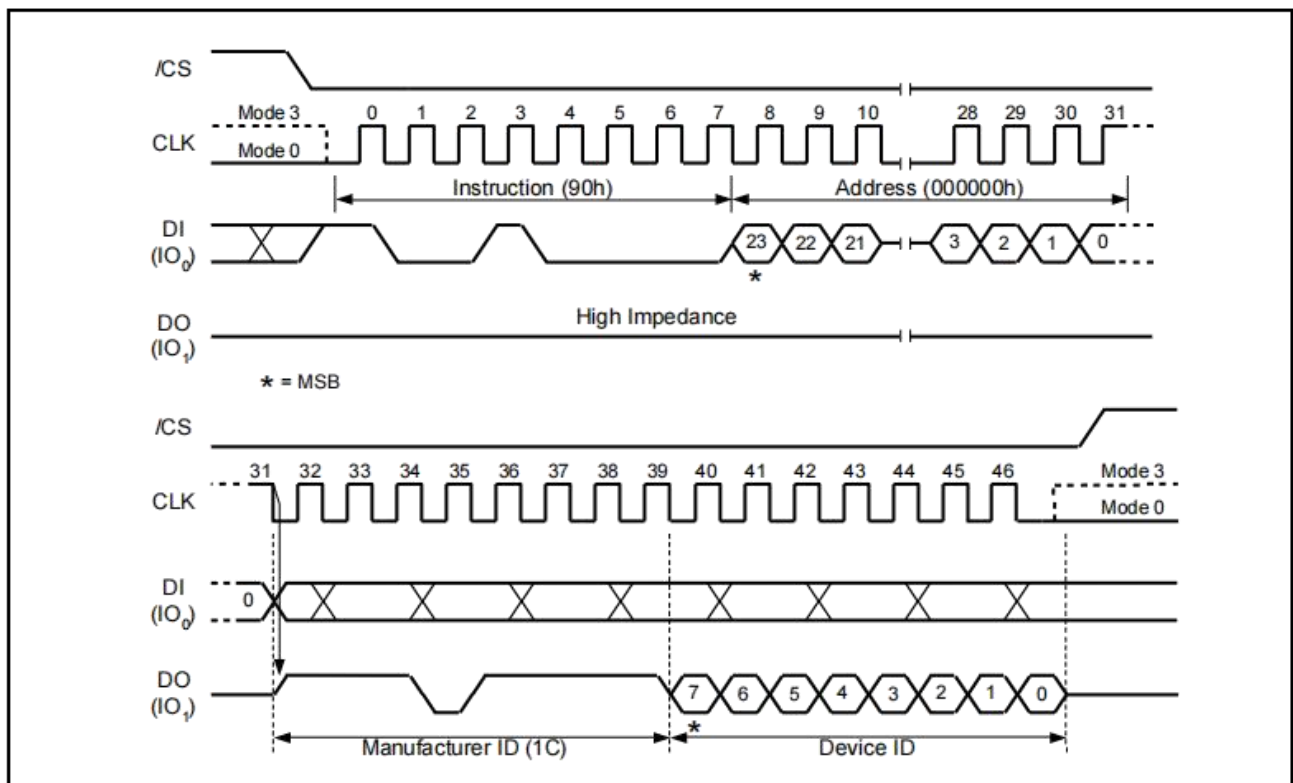 /CS
Mode 3 0 1 2 3 4 5 6 7 8 9 10 28 29 30 31
CLK
Mode 0
Instruction (90h) Address (000000h)
DI
(IO0) 23 22 21 3 2 1 0
*
High Impedance
DO
(IO1)
* = MSB
/CS
31 32 33 34 35 36 37 38 39 40 41 42 43 44 45 46 Mode 3
CLK
Mode 0
DI
0
(IO0)
DO
(IO1) 7 6 5 4 3 2 1 0
*
Manufacturer ID (1C) Device ID